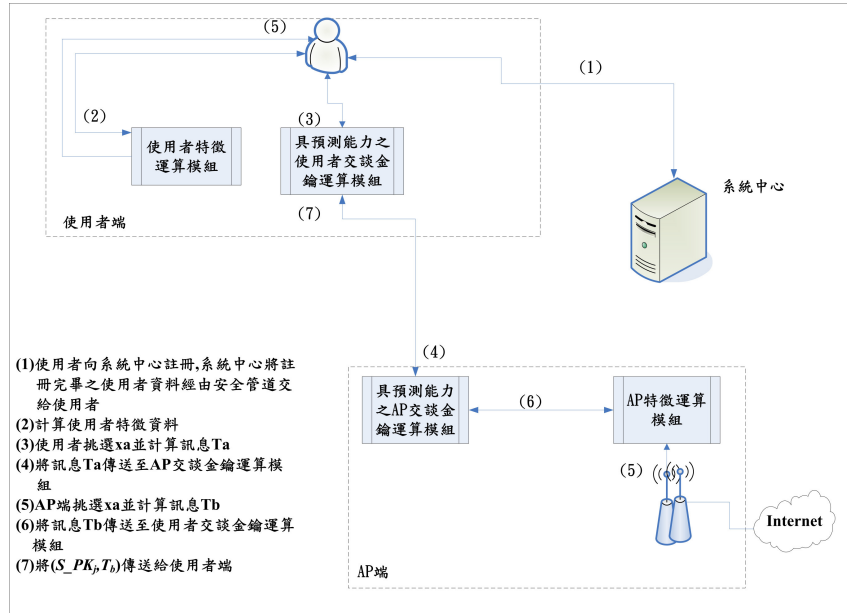 (5)
(1)
(2)
(3)
使用者特徵
運算模組
具預測能力之
使用者交談金
鑰運算模組
系統中心
(7)
使用者端
(4)
(1)使用者向系統中心註冊,系統中心將註
冊完畢之使用者資料經由安全管道交
給使用者
(2)計算使用者特徵資料
(3)使用者挑選xa並計算訊息Ta
(4)將訊息Ta傳送至AP交談金鑰運算模
組
(5)AP端挑選xa並計算訊息Tb
(6)將訊息Tb傳送至使用者交談金鑰運算
模組
(7)將(S_PKj,Tb)傳送給使用者端
具預測能力
之AP交談金
鑰運算模組
(6)
AP特徵運算
模組
(5)
Internet
AP端